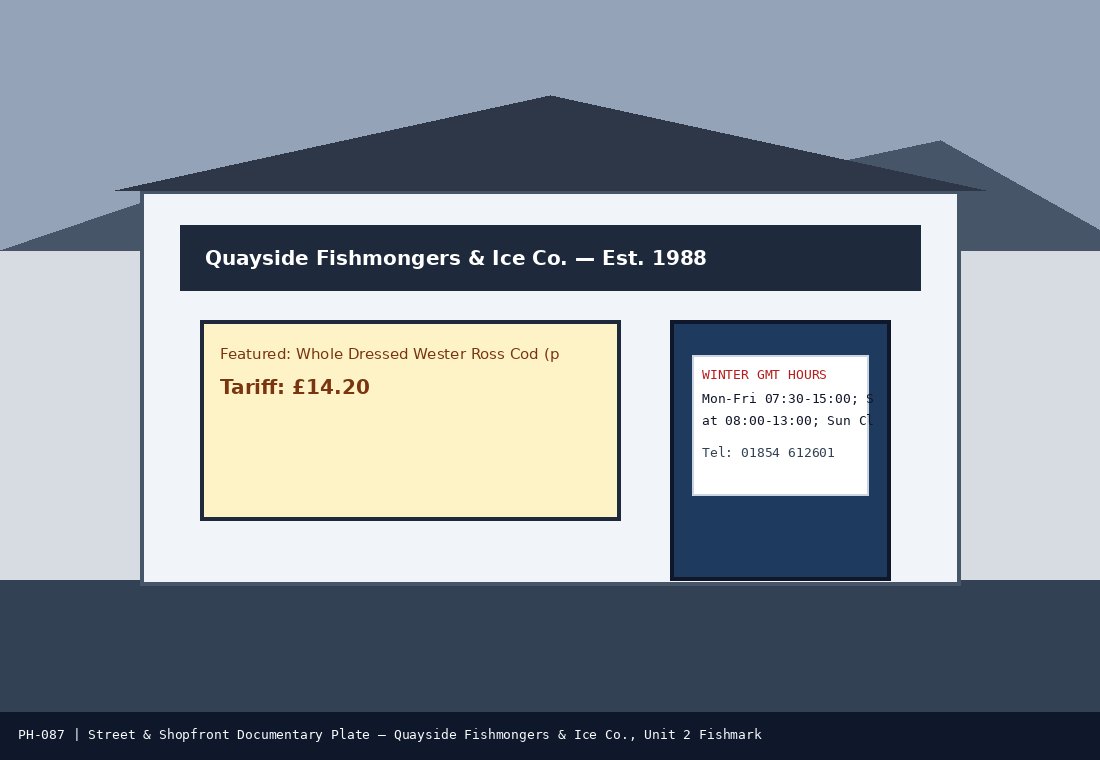 Quayside Fishmongers & Ice Co. — Est. 1988
Featured: Whole Dressed Wester Ross Cod (p
Tariff: £14.20
WINTER GMT HOURS
Mon-Fri 07:30-15:00; S
at 08:00-13:00; Sun Cl
Tel: 01854 612601
PH-087 | Street & Shopfront Documentary Plate — Quayside Fishmongers & Ice Co., Unit 2 Fishmark